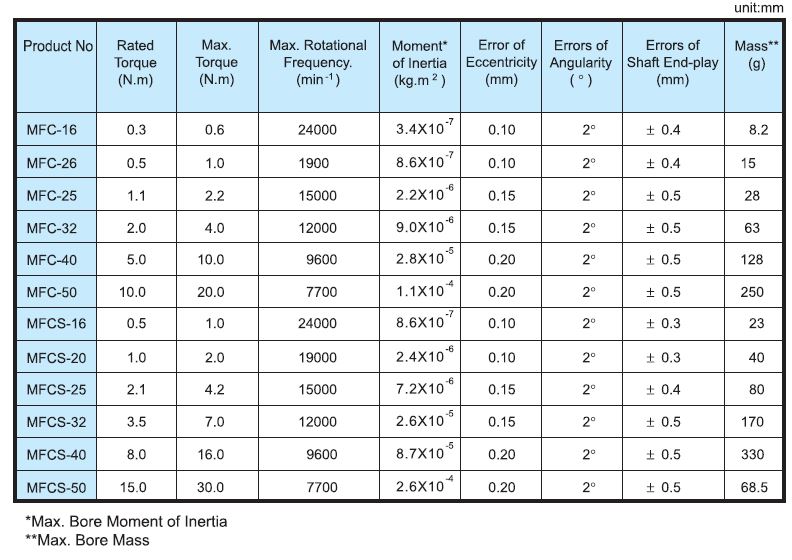 unit:mm
Product No Rated Torque (N.m) Max. Torque (N.m) Max. Rotational Frequency. (min⁻¹) Moment* of Inertia (kg.m²) Error of Eccentricity (mm) Errors of Angularity (°) Errors of Shaft End-play (mm) Mass** (g)
MFC-16 0.3 0.6 24000 3.4X10⁻⁷ 0.10 2° ± 0.4 8.2
MFC-26 0.5 1.0 1900 8.6X10⁻⁷ 0.10 2° ± 0.4 15
MFC-25 1.1 2.2 15000 2.2X10⁻⁶ 0.15 2° ± 0.5 28
MFC-32 2.0 4.0 12000 9.0X10⁻⁶ 0.15 2° ± 0.5 63
MFC-40 5.0 10.0 9600 2.8X10⁻⁵ 0.20 2° ± 0.5 128
MFC-50 10.0 20.0 7700 1.1X10⁻⁴ 0.20 2° ± 0.5 250
MFCS-16 0.5 1.0 24000 8.6X10⁻⁷ 0.10 2° ± 0.3 23
MFCS-20 1.0 2.0 19000 2.4X10⁻⁶ 0.10 2° ± 0.3 40
MFCS-25 2.1 4.2 15000 7.2X10⁻⁶ 0.15 2° ± 0.4 80
MFCS-32 3.5 7.0 12000 2.6X10⁻⁵ 0.15 2° ± 0.5 170
MFCS-40 8.0 16.0 9600 8.7X10⁻⁵ 0.20 2° ± 0.5 330
MFCS-50 15.0 30.0 7700 2.6X10⁻⁴ 0.20 2° ± 0.5 68.5
*Max. Bore Moment of Inertia
**Max. Bore Mass